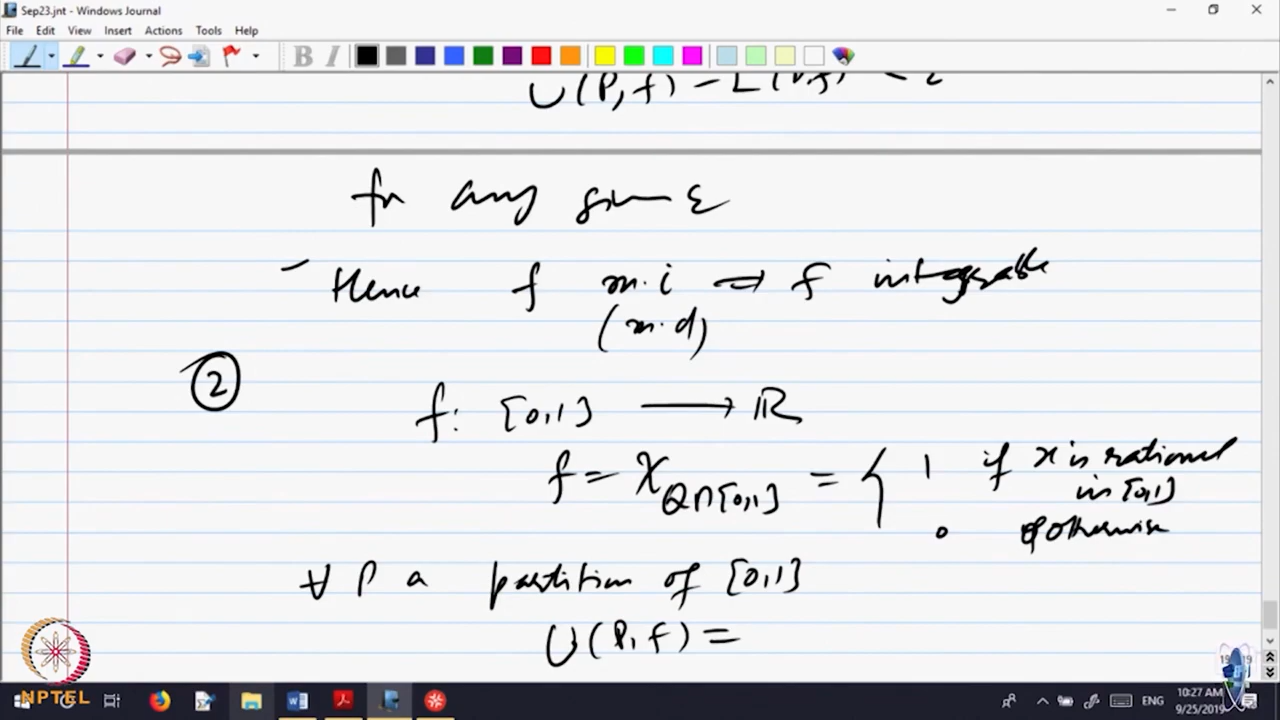 Sep23.jnt - Windows Journal
File Edit View Insert Actions Tools Help
U(P, f) - L(P, f) < ε
for any given ε
Hence f m.i ⇒ f integrable
(m.d)
2
f: [0,1] → ℝ
f = χ_{Q∩[0,1]} = { 1 if x is rational
in [0,1]
0 otherwise
∀ P a partition of [0,1]
U(P, f) =
NPTEL
ENG
10:27 AM
9/25/2019